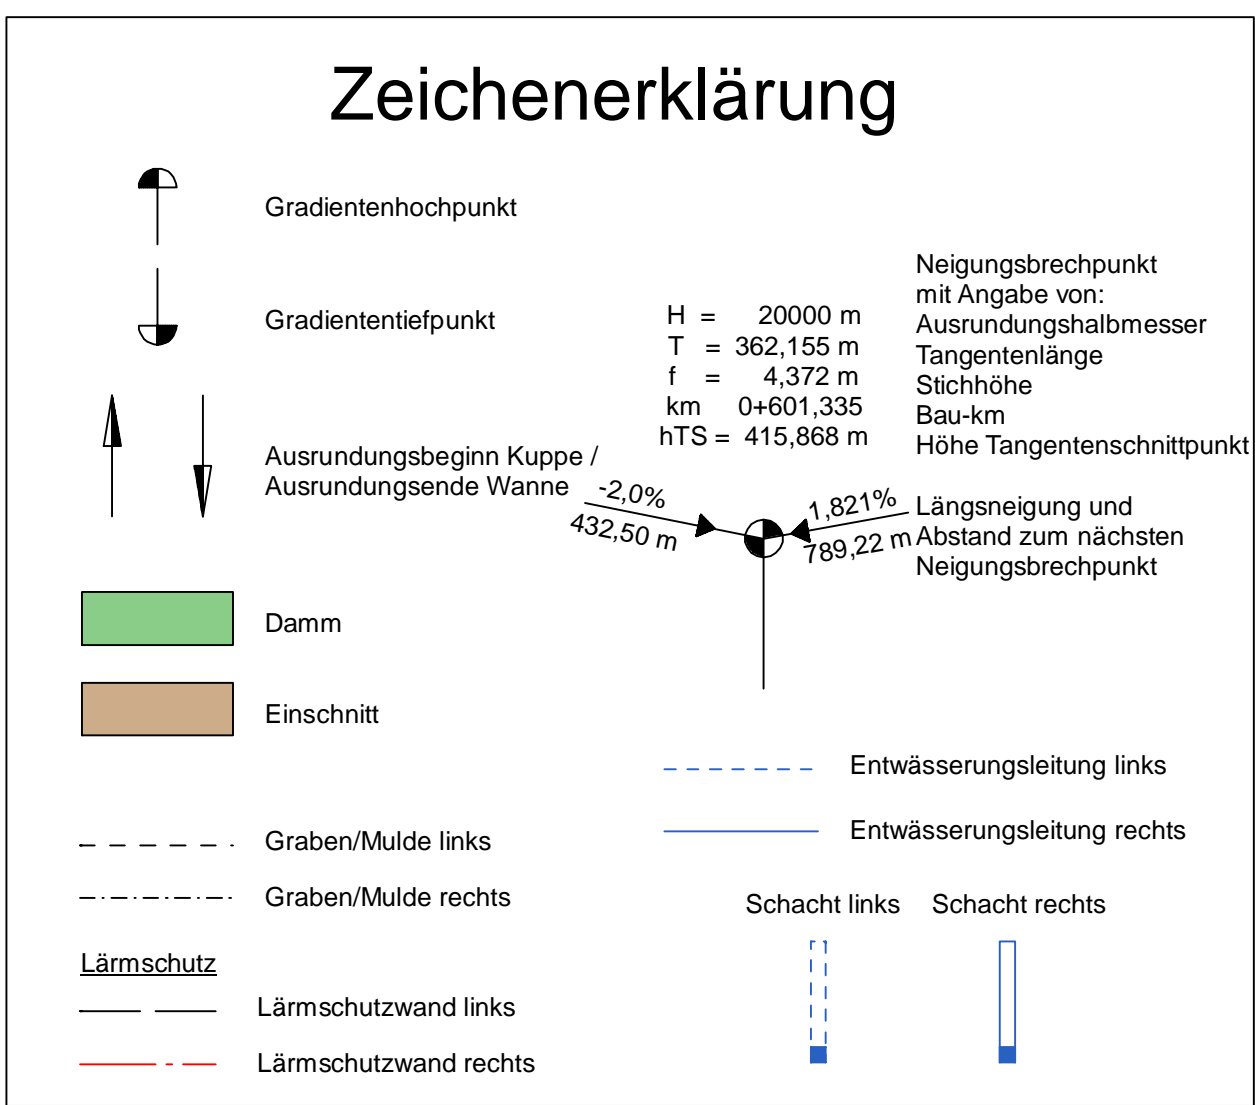 Zeichenerklärung
Gradientenhochpunkt
Gradiententiefpunkt
Ausrundungsbeginn Kuppe /
Ausrundungsende Wanne
H = 20000 m
T = 362,155 m
f = 4,372 m
km 0+601,335
hTS = 415,868 m
Neigungsbrechpunkt
mit Angabe von:
Ausrundungshalbmesser
Tangentenlänge
Stichhöhe
Bau-km
Höhe Tangentenschnittpunkt
-2,0%
432,50 m
1,821%
789,22 m
Längsneigung und
Abstand zum nächsten
Neigungsbrechpunkt
Damm
Einschnitt
Entwässerungsleitung links
Entwässerungsleitung rechts
Graben/Mulde links
Graben/Mulde rechts
Schacht links
Schacht rechts
Lärmschutz
Lärmschutzwand links
Lärmschutzwand rechts